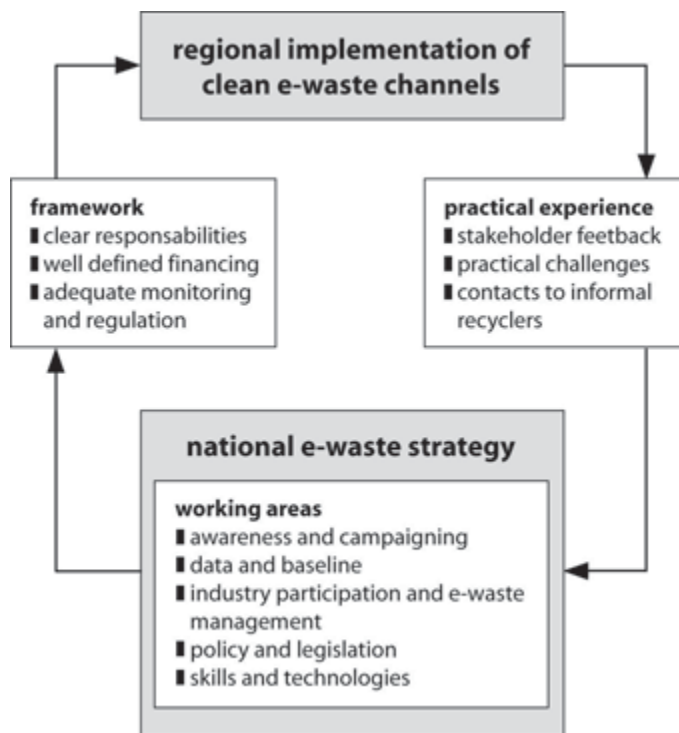 regional implementation of
clean e-waste channels
framework
▮ clear responsabilities
▮ well defined financing
▮ adequate monitoring
and regulation
practical experience
▮ stakeholder feetback
▮ practical challenges
▮ contacts to informal
recyclers
national e-waste strategy
working areas
▮ awareness and campaigning
▮ data and baseline
▮ industry participation and e-waste
management
▮ policy and legislation
▮ skills and technologies